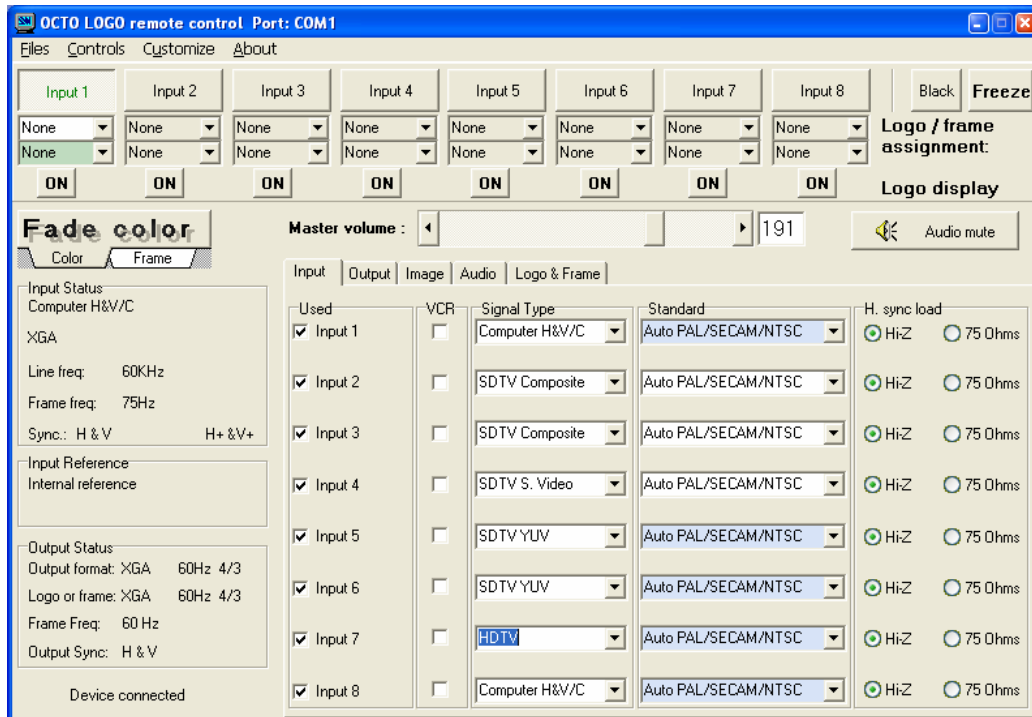 OCTO LOGO remote control Port: COM1
Files Controls Customize About
Input 1 Input 2 Input 3 Input 4 Input 5 Input 6 Input 7 Input 8 Black Freeze
None None None None None None None None Logo / frame
None None None None None None None None assignment:
ON ON ON ON ON ON ON ON Logo display
Fade color Master volume : 191 Audio mute
Color Frame
Input Output Image Audio Logo & Frame
Input Status
Computer H&V/C
XGA
Line freq: 60KHz
Frame freq: 75Hz
Sync.: H & V H+ &V+
Input Reference
Internal reference
Output Status
Output format: XGA 60Hz 4/3
Logo or frame: XGA 60Hz 4/3
Frame Freq: 60 Hz
Output Sync: H & V
Device connected
Used VCR Signal Type Standard H. sync load
Input 1 Computer H&V/C Auto PAL/SECAM/NTSC Hi-Z 75 Ohms
Input 2 SDTV Composite Auto PAL/SECAM/NTSC Hi-Z 75 Ohms
Input 3 SDTV Composite Auto PAL/SECAM/NTSC Hi-Z 75 Ohms
Input 4 SDTV S. Video Auto PAL/SECAM/NTSC Hi-Z 75 Ohms
Input 5 SDTV YUV Auto PAL/SECAM/NTSC Hi-Z 75 Ohms
Input 6 SDTV YUV Auto PAL/SECAM/NTSC Hi-Z 75 Ohms
Input 7 HDTV Auto PAL/SECAM/NTSC Hi-Z 75 Ohms
Input 8 Computer H&V/C Auto PAL/SECAM/NTSC Hi-Z 75 Ohms